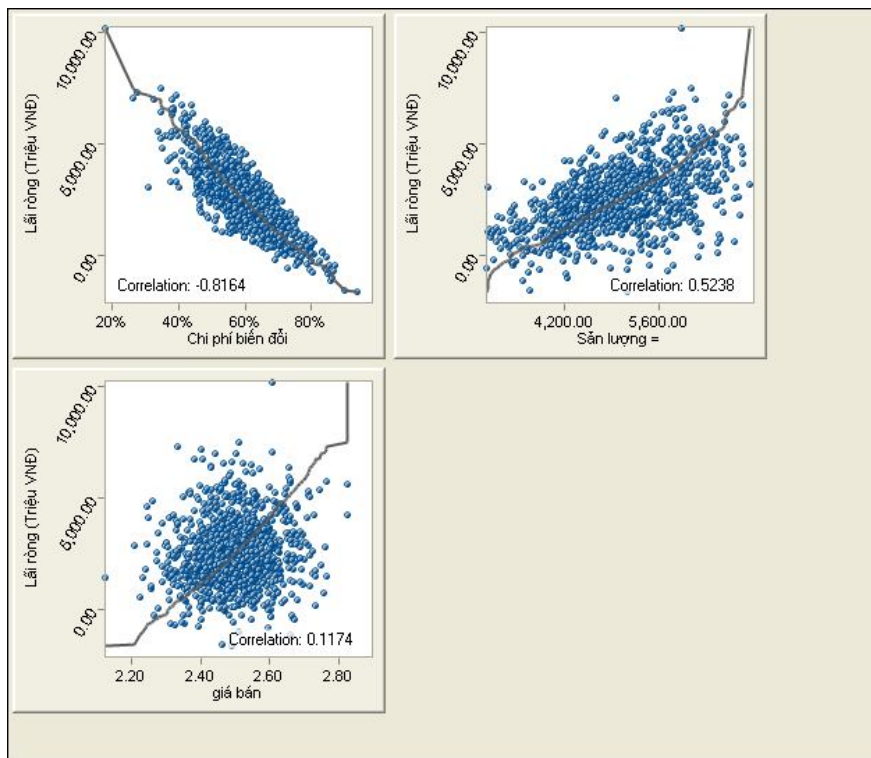 Lãi ròng (Triệu VNĐ)
10,000.00
5,000.00
0.00
Correlation: -0.8164
20% 40% 60% 80%
Chi phí biến đổi
Lãi ròng (Triệu VNĐ)
10,000.00
5,000.00
0.00
Correlation: 0.5238
4,200.00 5,600.00
Sản lượng =
Lãi ròng (Triệu VNĐ)
10,000.00
5,000.00
0.00
Correlation: 0.1174
2.20 2.40 2.60 2.80
giá bán